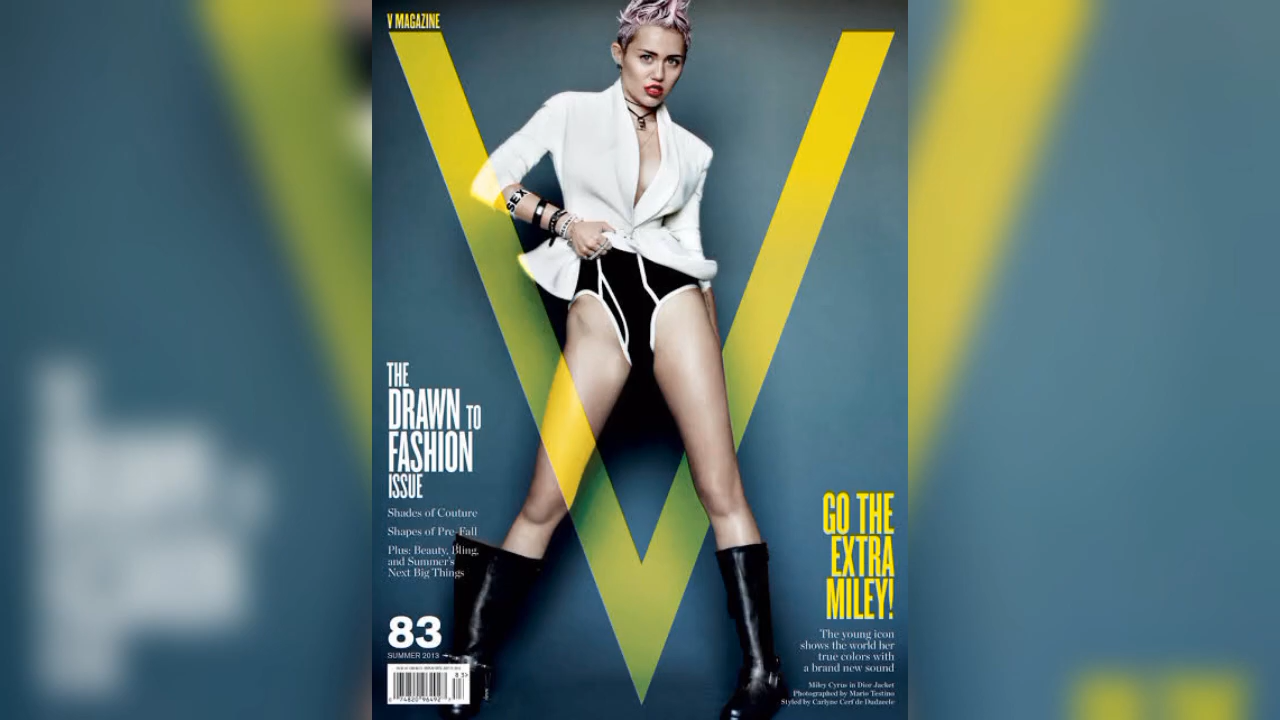 V MAGAZINE
SEX
THE
DRAWN TO
FASHION
ISSUE
Shades of Couture
Shapes of Pre-Fall
Plus: Beauty, Bling,
and Summer's
Next Big Things
GO THE
EXTRA
MILEY!
The young icon
shows the world her
true colors with
a brand new sound
Miley Cyrus in Dior Jacket
Photographed by Mario Testino
Styled by Carlyne Cerf de Dudzeele
83
SUMMER 2013